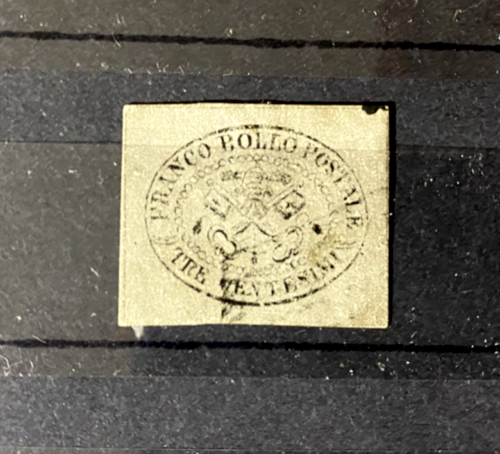 FRANCO BOLLO POSTALE
TRE CENTESIMI